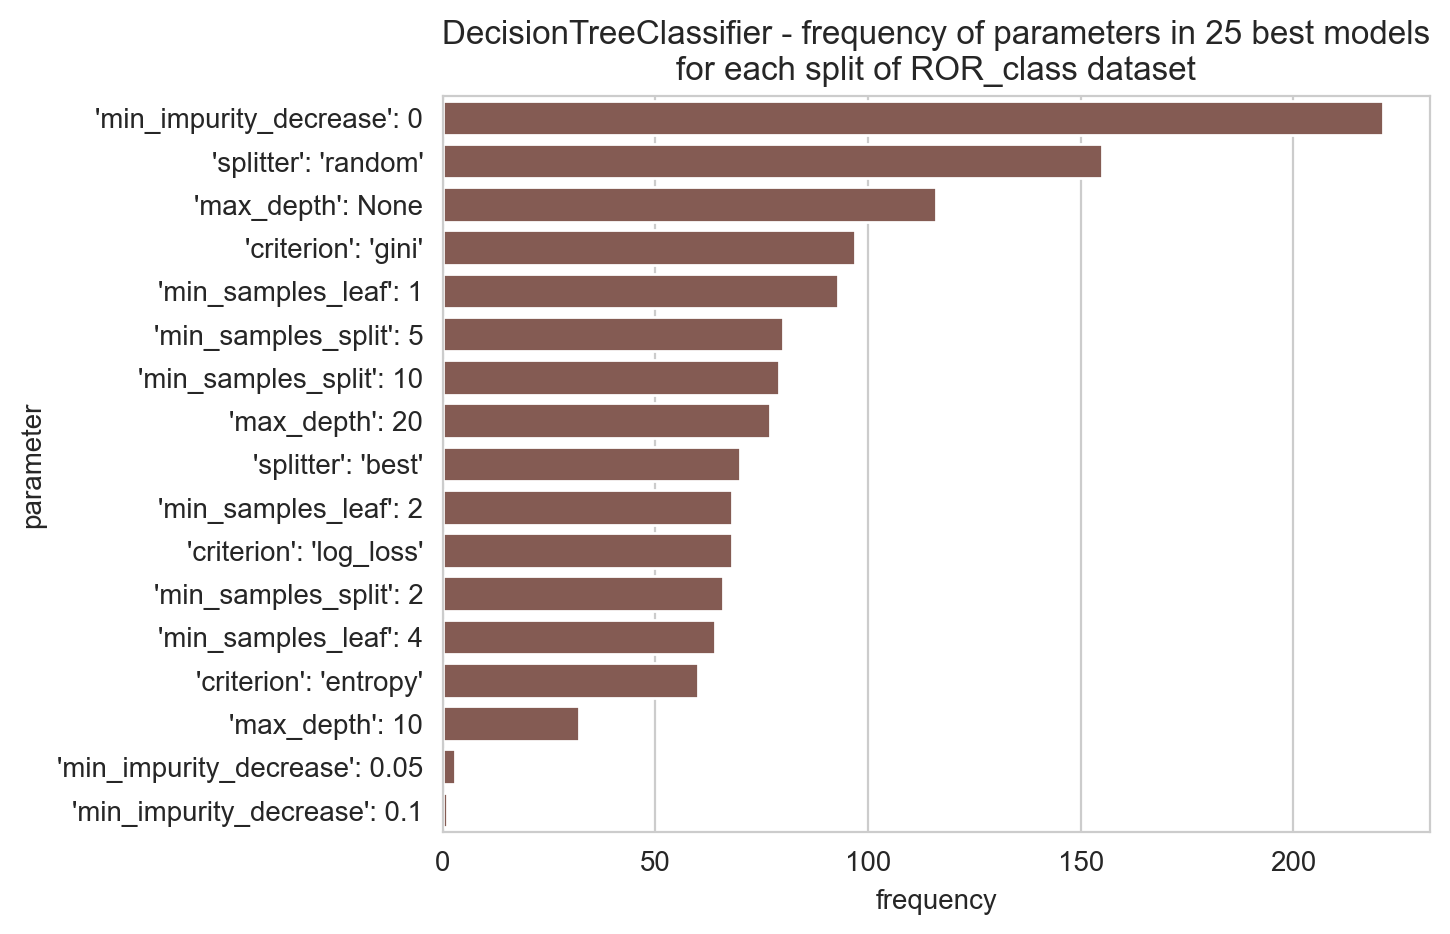 DecisionTreeClassifier - frequency of parameters in 25 best models
for each split of ROR_class dataset
'min_impurity_decrease': 0
'splitter': 'random'
'max_depth': None
'criterion': 'gini'
'min_samples_leaf': 1
'min_samples_split': 5
'min_samples_split': 10
'max_depth': 20
'splitter': 'best'
'min_samples_leaf': 2
'criterion': 'log_loss'
'min_samples_split': 2
'min_samples_leaf': 4
'criterion': 'entropy'
'max_depth': 10
'min_impurity_decrease': 0.05
'min_impurity_decrease': 0.1
parameter
0 50 100 150 200
frequency